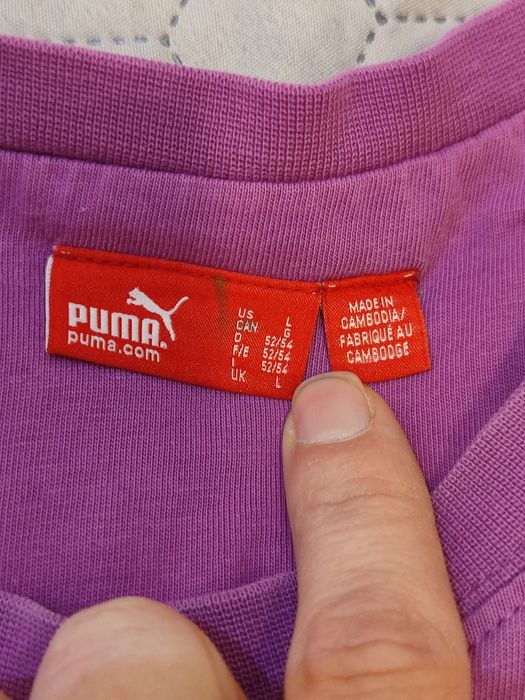 PUMA
puma.com
US L
CAN G
D 52/54
F/E 52/54
I 52/54
UK L
MADE IN
CAMBODIA/
FABRIQUÉ AU
CAMBODGE